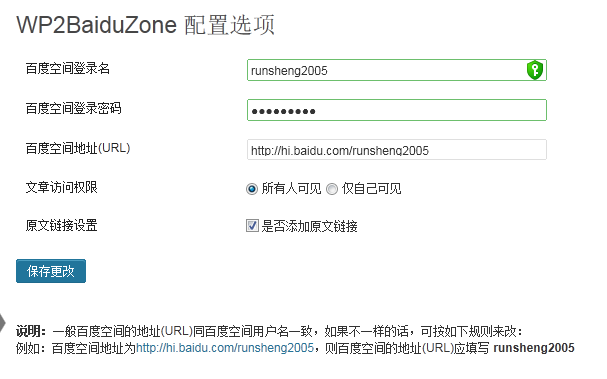 WP2BaiduZone 配置选项
百度空间登录名 runsheng2005
百度空间登录密码 ●●●●●●●●●
百度空间地址(URL) http://hi.baidu.com/runsheng2005
文章访问权限 所有人可见 仅自己可见
原文链接设置 是否添加原文链接
保存更改
说明：一般百度空间的地址(URL)同百度空间用户名一致，如果不一样的话，可按如下规则来改：
例如：百度空间地址为http://hi.baidu.com/runsheng2005，则百度空间的地址(URL)应填写 runsheng2005